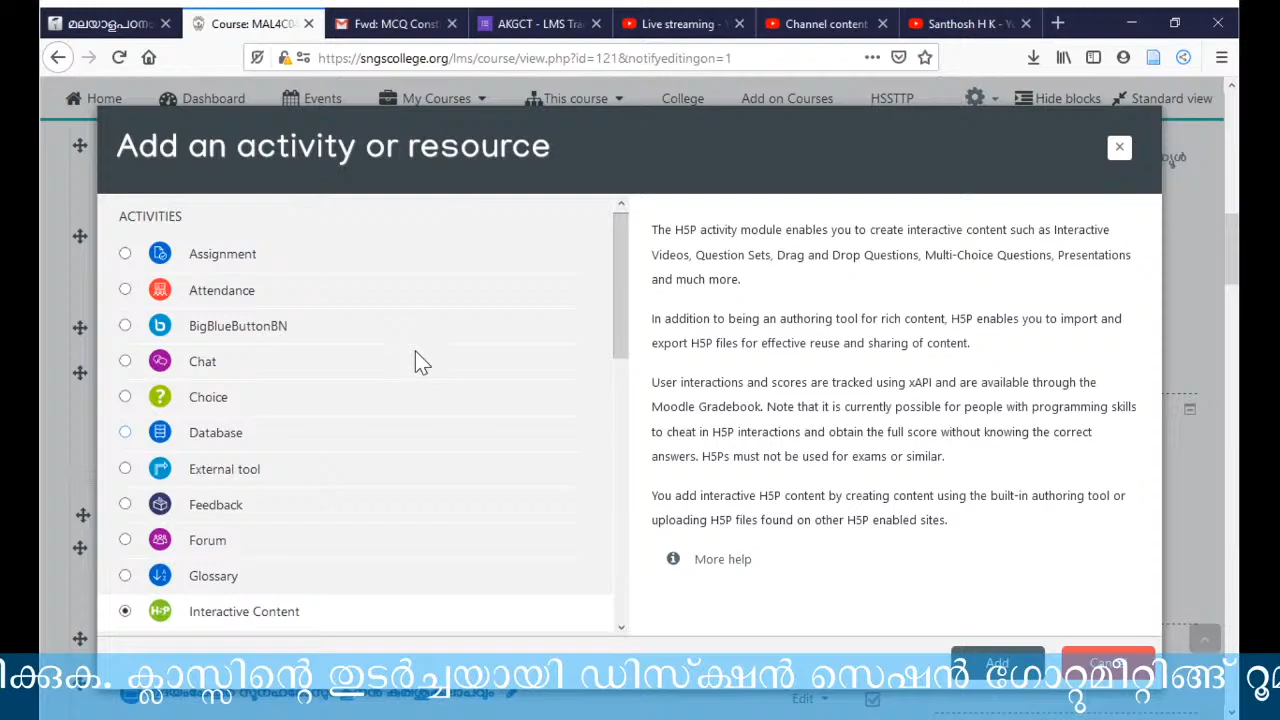 മലയാളപഠന
Course: MAL4C04
Fwd: MCQ Const
AKGCT - LMS Tra
Live streaming -
Channel content
Santhosh H K - Yo
https://sngscollege.org/lms/course/view.php?id=121&notifyeditingon=1
Home Dashboard Events My Courses This course College Add on Courses HSSTTP Hide blocks Standard view
Add an activity or resource
ACTIVITIES
Assignment
Attendance
BigBlueButtonBN
Chat
Choice
Database
External tool
Feedback
Forum
Glossary
Interactive Content
The H5P activity module enables you to create interactive content such as Interactive
Videos, Question Sets, Drag and Drop Questions, Multi-Choice Questions, Presentations
and much more.
In addition to being an authoring tool for rich content, H5P enables you to import and
export H5P files for effective reuse and sharing of content.
User interactions and scores are tracked using xAPI and are available through the
Moodle Gradebook. Note that it is currently possible for people with programming skills
to cheat in H5P interactions and obtain the full score without knowing the correct
answers. H5Ps must not be used for exams or similar.
You add interactive H5P content by creating content using the built-in authoring tool or
uploading H5P files found on other H5P enabled sites.
More help
Add Cancel
ിക്കുക. ക്ലാസ്സിന്റെ തുടർച്ചയായി ഡിസ്ക്ഷൻ സെഷൻ ഗോറ്റുമീറ്റിങ്ങ് റൂമ
Edit